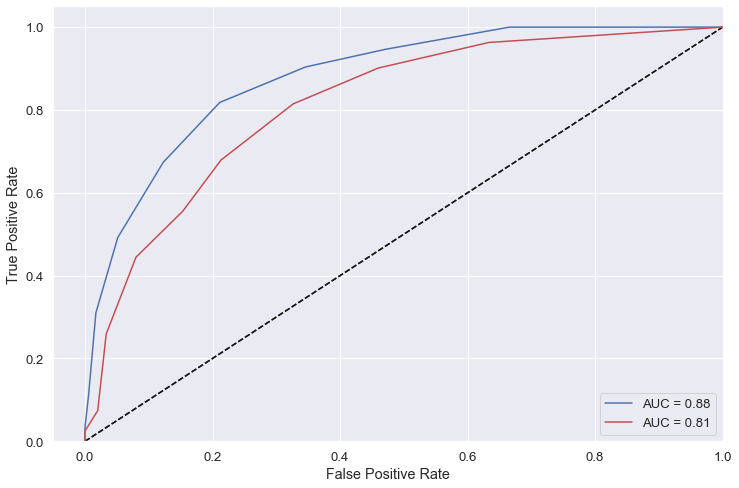 1.0
0.8
0.6
0.4
0.2
0.0
True Positive Rate
0.0 0.2 0.4 0.6 0.8 1.0
False Positive Rate
AUC = 0.88
AUC = 0.81